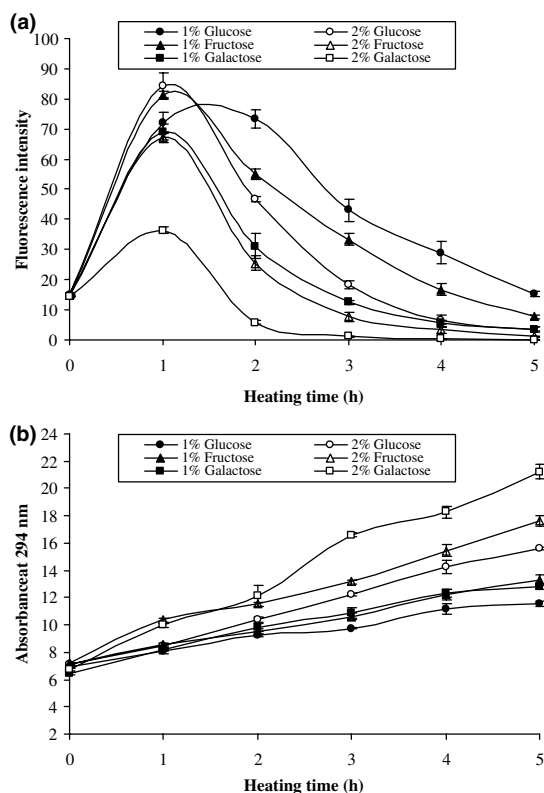 (a)
1% Glucose 2% Glucose
1% Fructose 2% Fructose
1% Galactose 2% Galactose
100
90
80
70
60
50
40
30
20
10
0
Fluorescence intensity
0 1 2 3 4 5
Heating time (h)
(b)
1% Glucose 2% Glucose
1% Fructose 2% Fructose
1% Galactose 2% Galactose
24
22
20
18
16
14
12
10
8
6
4
2
Absorbanceat 294 nm
0 1 2 3 4 5
Heating time (h)